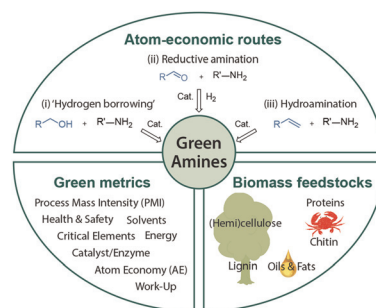 Atom-economic routes
(ii) Reductive amination
R O + R'—NH₂
Cat. H₂
(i) 'Hydrogen borrowing'
R OH + R'—NH₂ Cat.
(iii) Hydroamination
Cat. R + R'—NH₂
Green
Amines
Green metrics
Process Mass Intensity (PMI)
Health & Safety Solvents
Critical Elements Energy
Catalyst/Enzyme
Atom Economy (AE)
Work-Up
Biomass feedstocks
Proteins
(Hemi)cellulose
Chitin
Lignin Oils & Fats